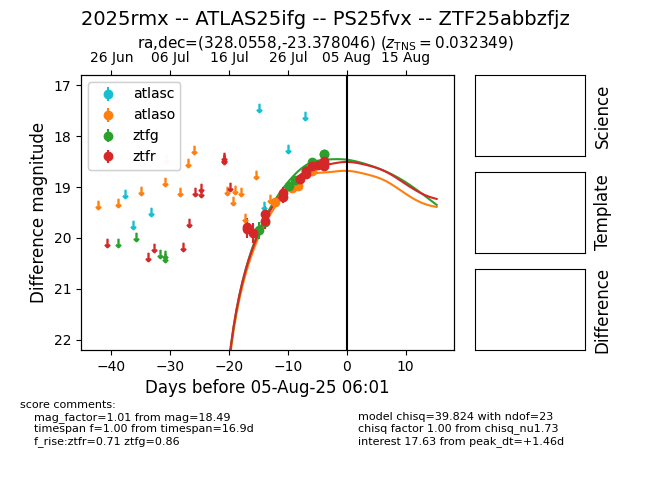 2025rmx -- ATLAS25ifg -- PS25fvx -- ZTF25abbzfjz
ra,dec=(328.0558,-23.378046) (z_TNS = 0.032349)
26 Jun 06 Jul 16 Jul 26 Jul 05 Aug 15 Aug
atlasc
atlaso
ztfg
ztfr
17
18
19
20
21
22
Difference magnitude
−40 −30 −20 −10 0 10
Days before 05-Aug-25 06:01
Science
Template
Difference
score comments:
mag_factor=1.01 from mag=18.49
timespan f=1.00 from timespan=16.9d
f_rise:ztfr=0.71 ztfg=0.86
model chisq=39.824 with ndof=23
chisq factor 1.00 from chisq_nu1.73
interest 17.63 from peak_dt=+1.46d